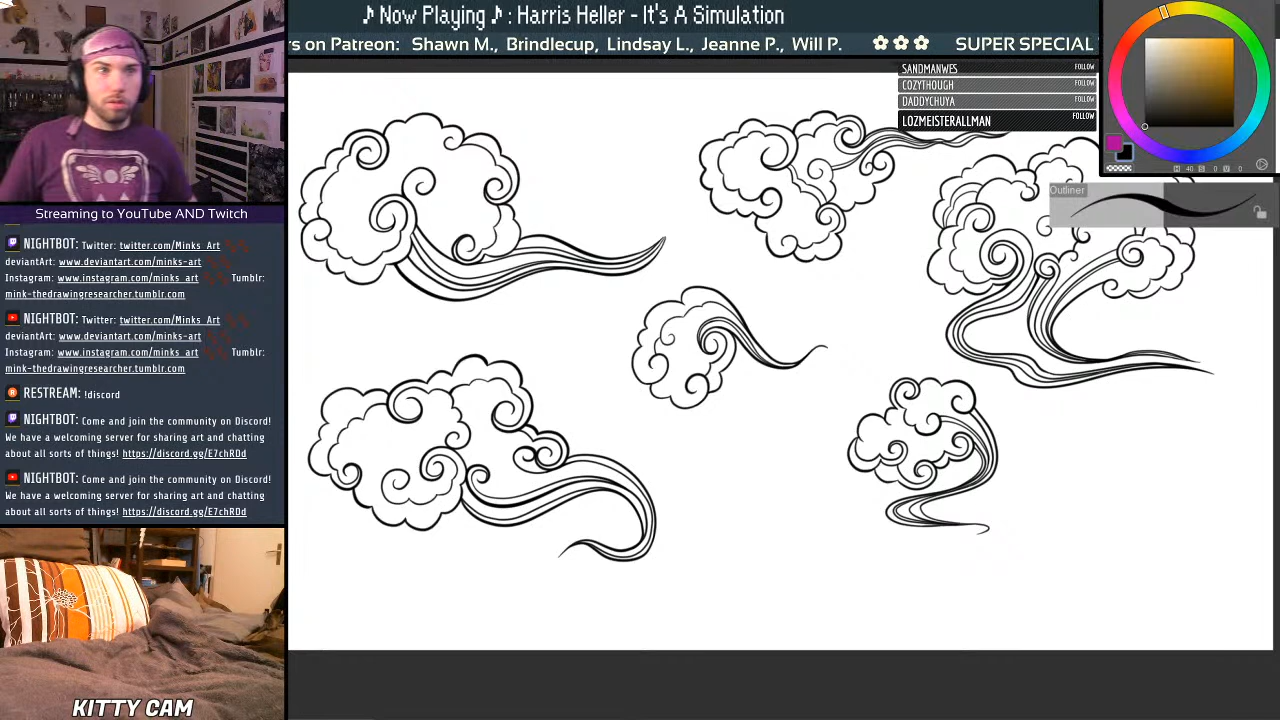 ♪ Now Playing ♪ : Harris Heller - It's A Simulation
rs on Patreon: Shawn M., Brindlecup, Lindsay L., Jeanne P., Will P. ✿ ✿ ✿ SUPER SPECIAL
SANDMANWES FOLLOW
COZYTHOUGH FOLLOW
DADDYCHUYA FOLLOW
LOZMEISTERALLMAN FOLLOW
H 40 S 0 V 0
Outliner
Streaming to YouTube AND Twitch
NIGHTBOT: Twitter: twitter.com/Minks_Art
deviantArt: www.deviantart.com/minks-art
Instagram: www.instagram.com/minks_art Tumblr:
mink-thedrawingresearcher.tumblr.com
NIGHTBOT: Twitter: twitter.com/Minks_Art
deviantArt: www.deviantart.com/minks-art
Instagram: www.instagram.com/minks_art Tumblr:
mink-thedrawingresearcher.tumblr.com
RESTREAM: !discord
NIGHTBOT: Come and join the community on Discord!
We have a welcoming server for sharing art and chatting
about all sorts of things! https://discord.gg/E7chRDd
NIGHTBOT: Come and join the community on Discord!
We have a welcoming server for sharing art and chatting
about all sorts of things! https://discord.gg/E7chRDd
KITTY CAM